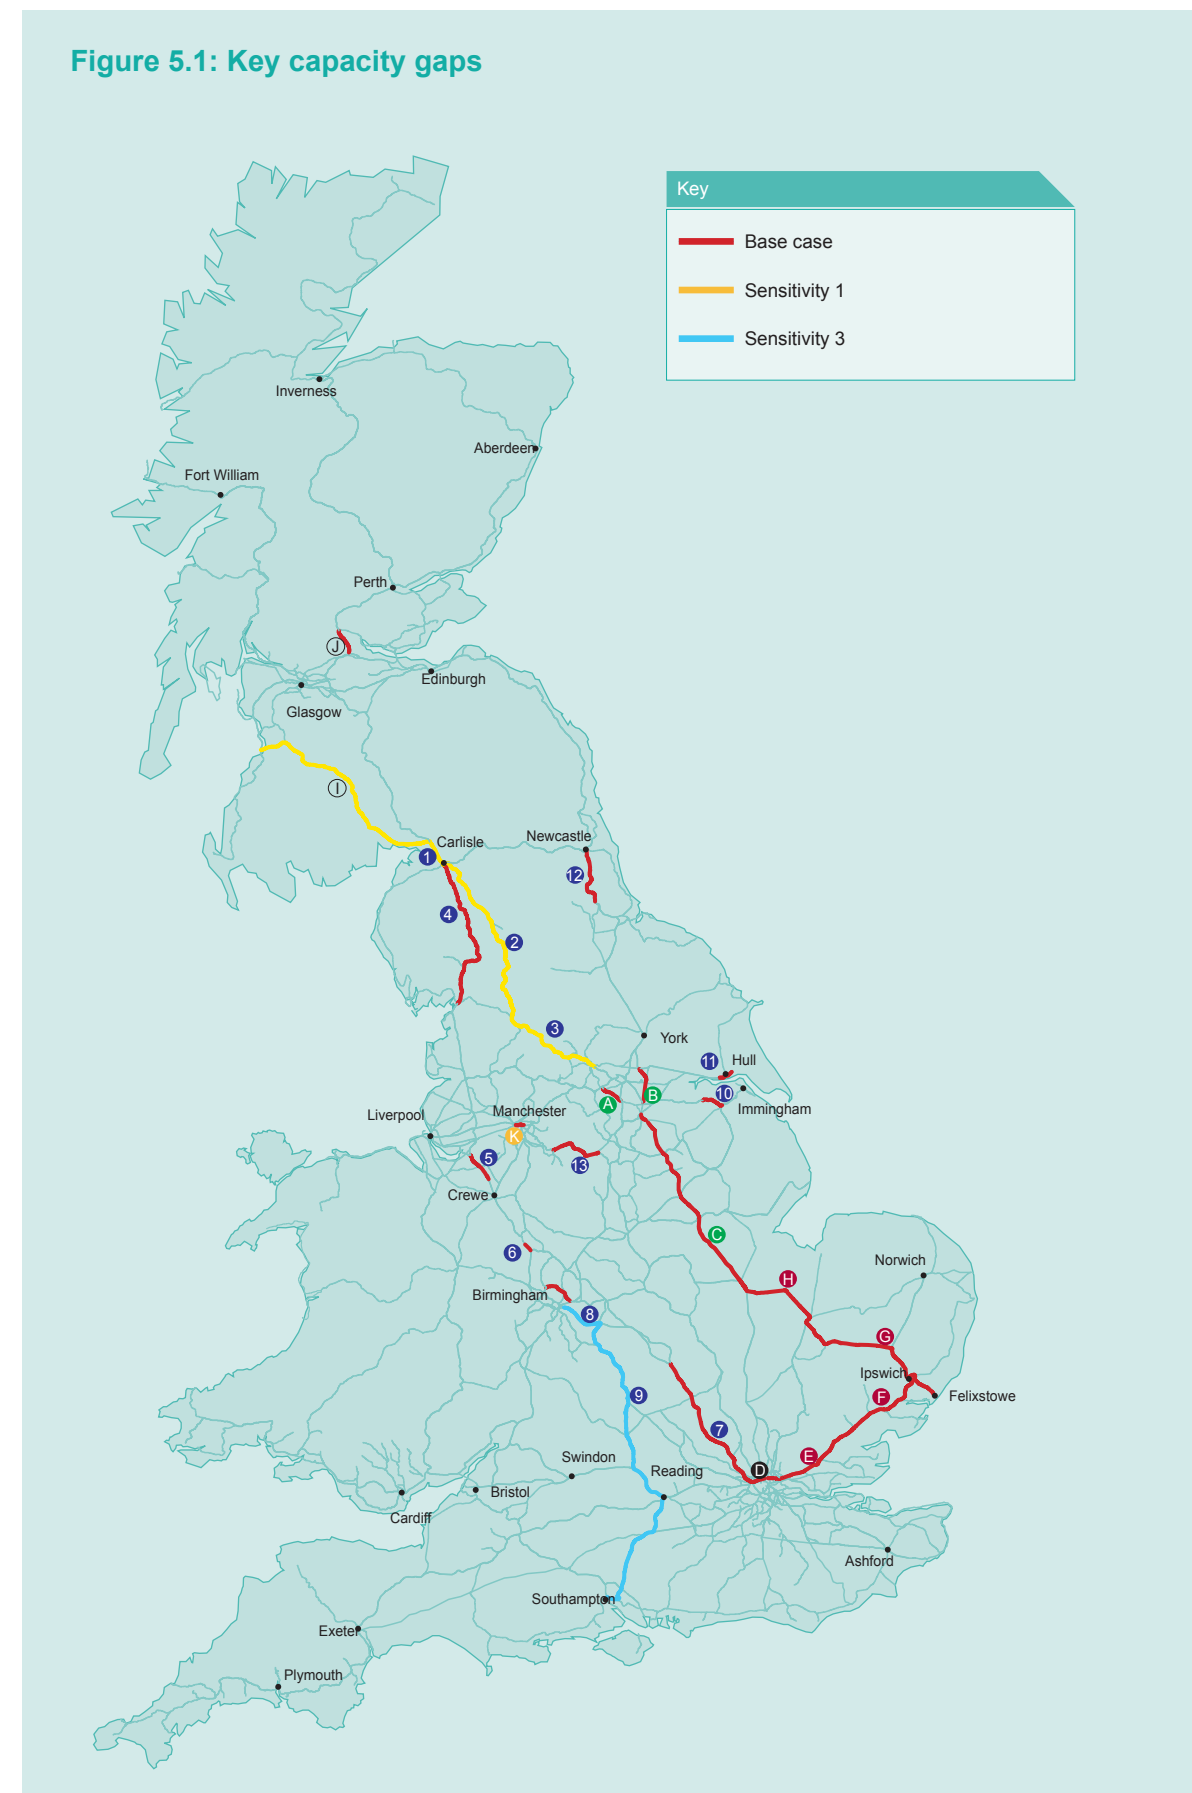 Figure 5.1: Key capacity gaps
Key
Base case
Sensitivity 1
Sensitivity 3
Inverness
Aberdeen
Fort William
Perth
J
Edinburgh
Glasgow
I
Carlisle
Newcastle
1
12
4
2
3
York
11
Hull
10
Immingham
A
B
Liverpool
Manchester
K
5
13
Crewe
C
6
Norwich
H
Birmingham
8
G
Ipswich
Felixstowe
9
F
7
E
D
Swindon
Reading
Bristol
Cardiff
Ashford
Southampton
Exeter
Plymouth